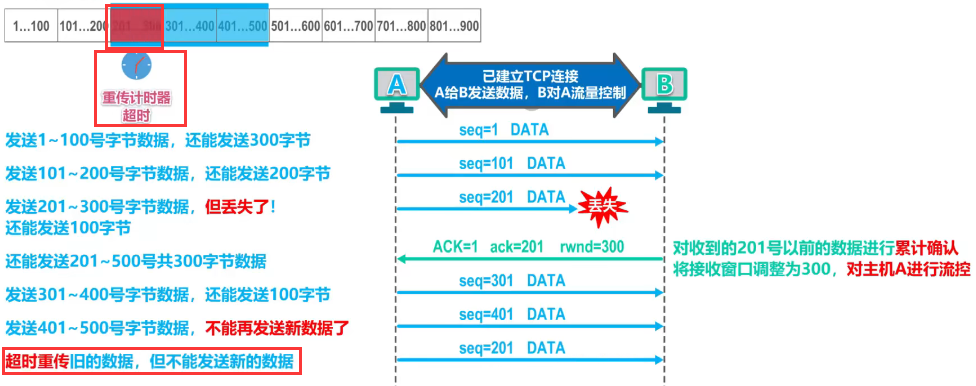 1…100 101…200 201…300 301…400 401…500 501…600 601…700 701…800 801…900
重传计时器
超时
A
已建立TCP连接
A给B发送数据，B对A流量控制
B
发送1~100号字节数据，还能发送300字节
seq=1 DATA
发送101~200号字节数据，还能发送200字节
seq=101 DATA
发送201~300号字节数据，但丢失了！
还能发送100字节
seq=201 DATA
丢失
还能发送201~500号共300字节数据
ACK=1 ack=201 rwnd=300
对收到的201号以前的数据进行累计确认
将接收窗口调整为300，对主机A进行流控
发送301~400号字节数据，还能发送100字节
seq=301 DATA
发送401~500号字节数据，不能再发送新数据了
seq=401 DATA
超时重传旧的数据，但不能发送新的数据
seq=201 DATA